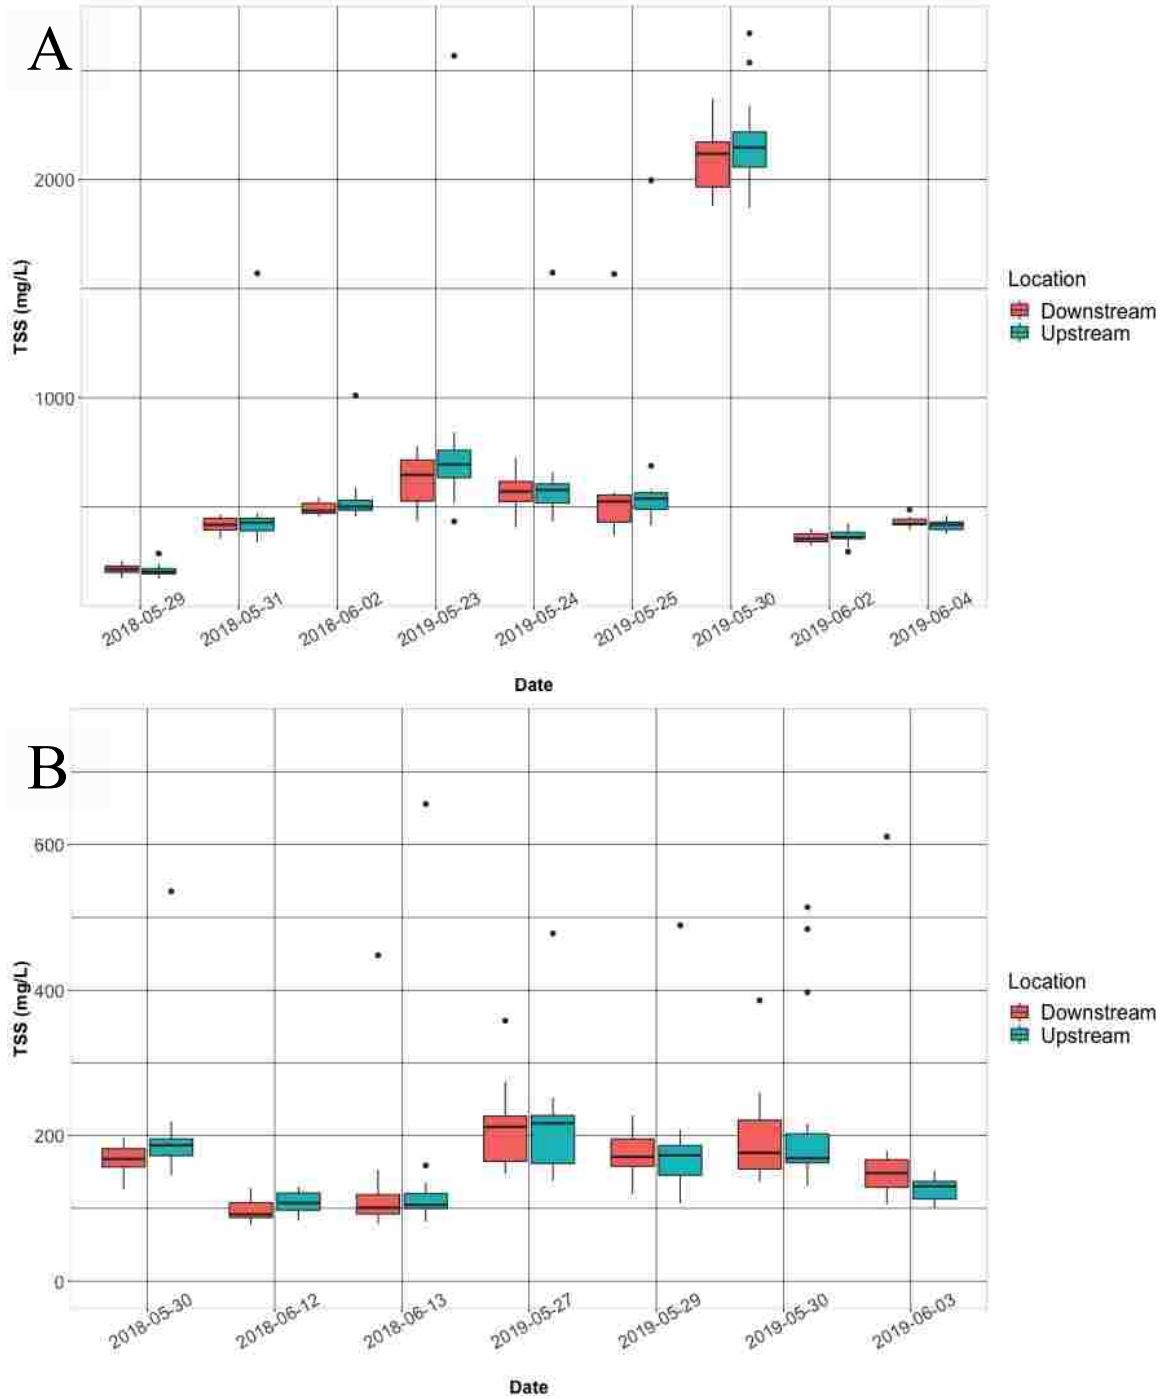 A
2000
1000
TSS (mg/L)
2018-05-29
2018-05-31
2018-06-02
2019-05-23
2019-05-24
2019-05-25
2019-05-30
2019-06-02
2019-06-04
Date
Location
Downstream
Upstream
B
600
400
200
0
TSS (mg/L)
2018-05-30
2018-06-12
2018-06-13
2019-05-27
2019-05-29
2019-05-30
2019-06-03
Date
Location
Downstream
Upstream